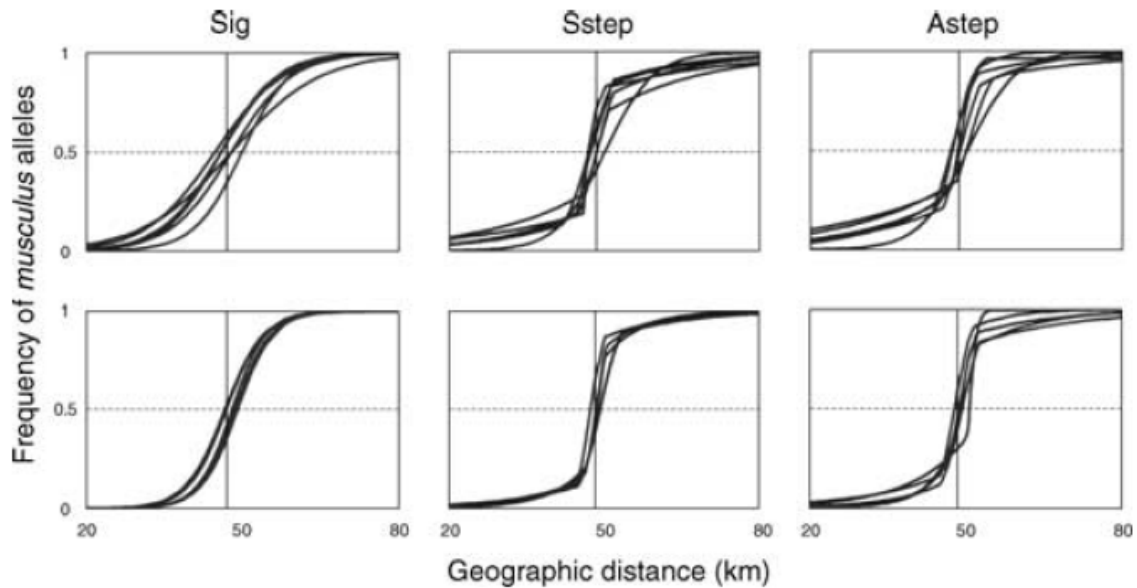 Sig Sstep Astep
1 0.5 0
1 0.5 0
Frequency of musculus alleles
20 50 80 20 50 80 20 50 80
Geographic distance (km)